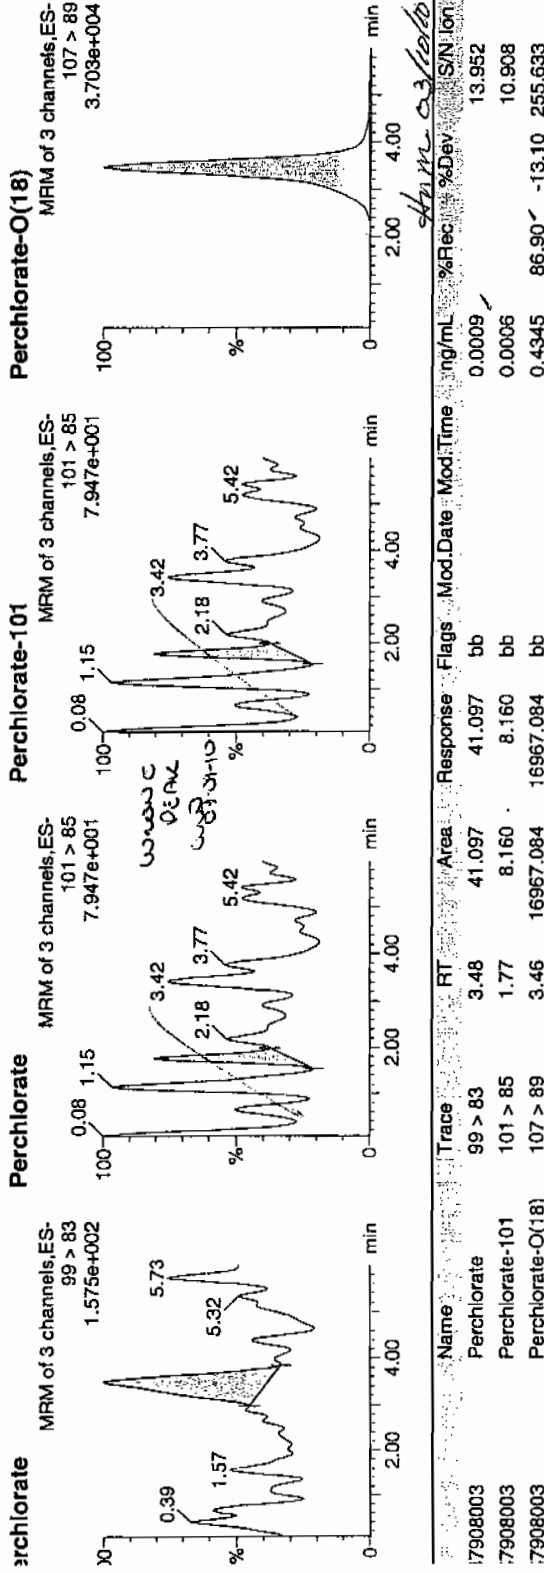 erchlorate
MRM of 3 channels,ES-
99 > 83
1.575e+002
0.39
1.57
5.32
5.73
%
0
2.00
4.00
min
Perchlorate
MRM of 3 channels,ES-
101 > 85
7.947e+001
100
0.08
1.15
2.18
3.42
3.77
5.42
%
0
2.00
4.00
min
Perchlorate-101
MRM of 3 channels,ES-
101 > 85
7.947e+001
WRONG
PEAK
100
0.08
1.15
2.18
3.42
3.77
5.42
%
0
2.00
4.00
min
Perchlorate-O(18)
MRM of 3 channels,ES-
107 > 89
3.703e+004
100
%
0
2.00
4.00
min
Name Trace RT Area Response Flags Mod.Date Mod.Time ng/mL %Rec %Dev S/N Ion
17908003 Perchlorate 99 > 83 3.48 41.097 41.097 bb 0.0009 13.952
17908003 Perchlorate-101 101 > 85 1.77 8.160 8.160 bb 0.0006 10.908
17908003 Perchlorate-O(18) 107 > 89 3.46 16967.084 16967.084 bb 0.4345 86.90 -13.10 255.633